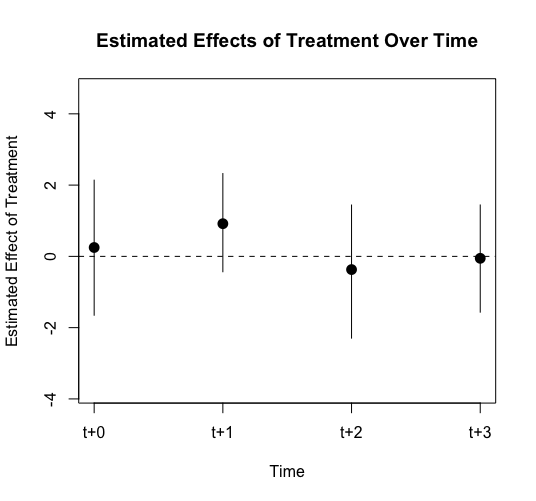 Estimated Effects of Treatment Over Time
Estimated Effect of Treatment
4
2
0
-2
-4
t+0 t+1 t+2 t+3
Time